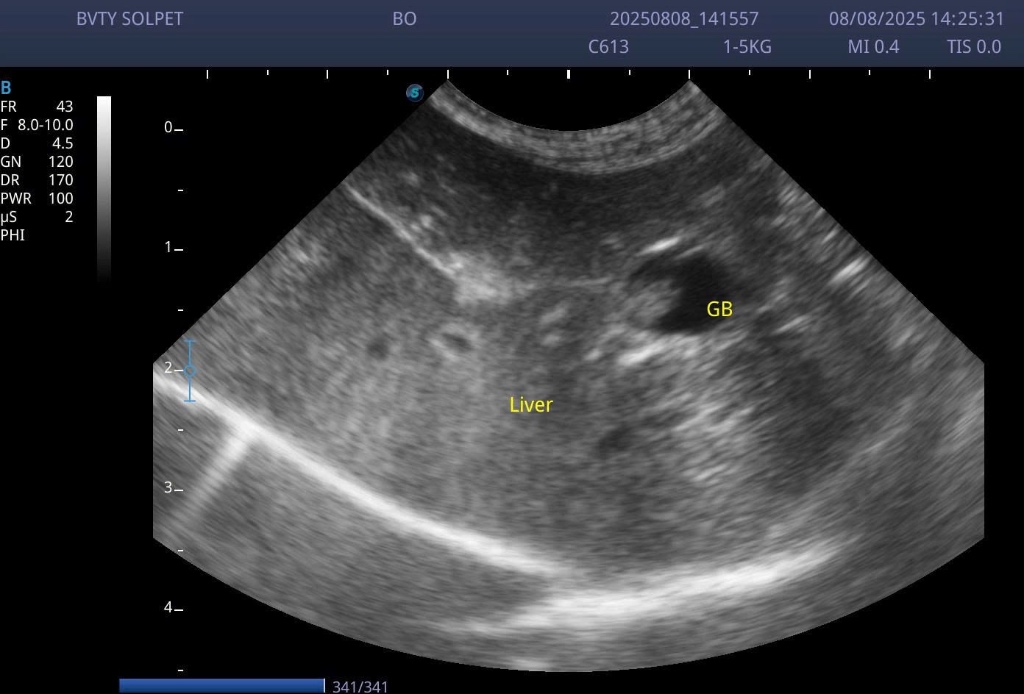 BVTY SOLPET BO 20250808_141557 08/08/2025 14:25:31
C613 1-5KG MI 0.4 TIS 0.0
B
FR 43
F 8.0-10.0
D 4.5
GN 120
DR 170
PWR 100
µS 2
PHI
S
0
1
2
3
4
GB
Liver
341/341